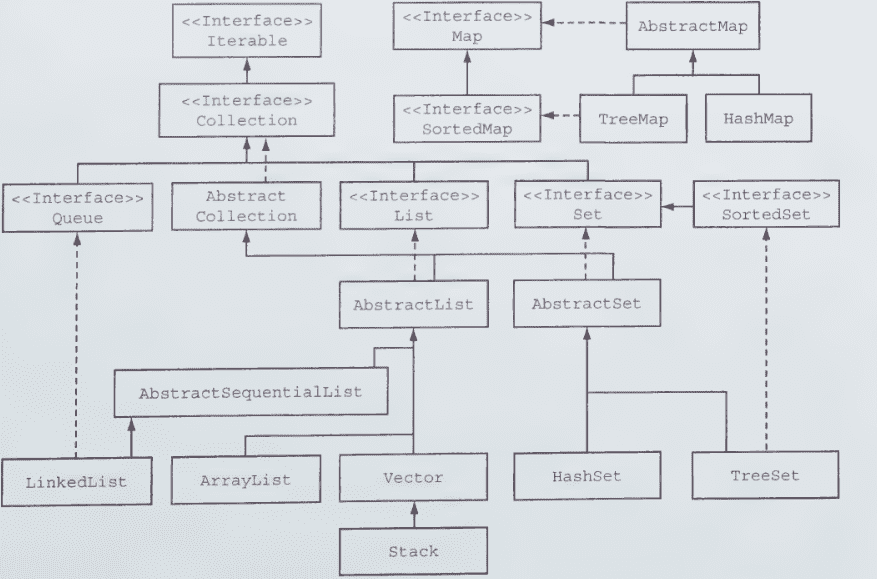 <<Interface>>
Iterable
<<Interface>>
Map
AbstractMap
<<Interface>>
Collection
<<Interface>>
SortedMap
TreeMap
HashMap
<<Interface>>
Queue
Abstract
Collection
<<Interface>>
List
<<Interface>>
Set
<<Interface>>
SortedSet
AbstractList
AbstractSet
AbstractSequentialList
LinkedList
ArrayList
Vector
HashSet
TreeSet
Stack